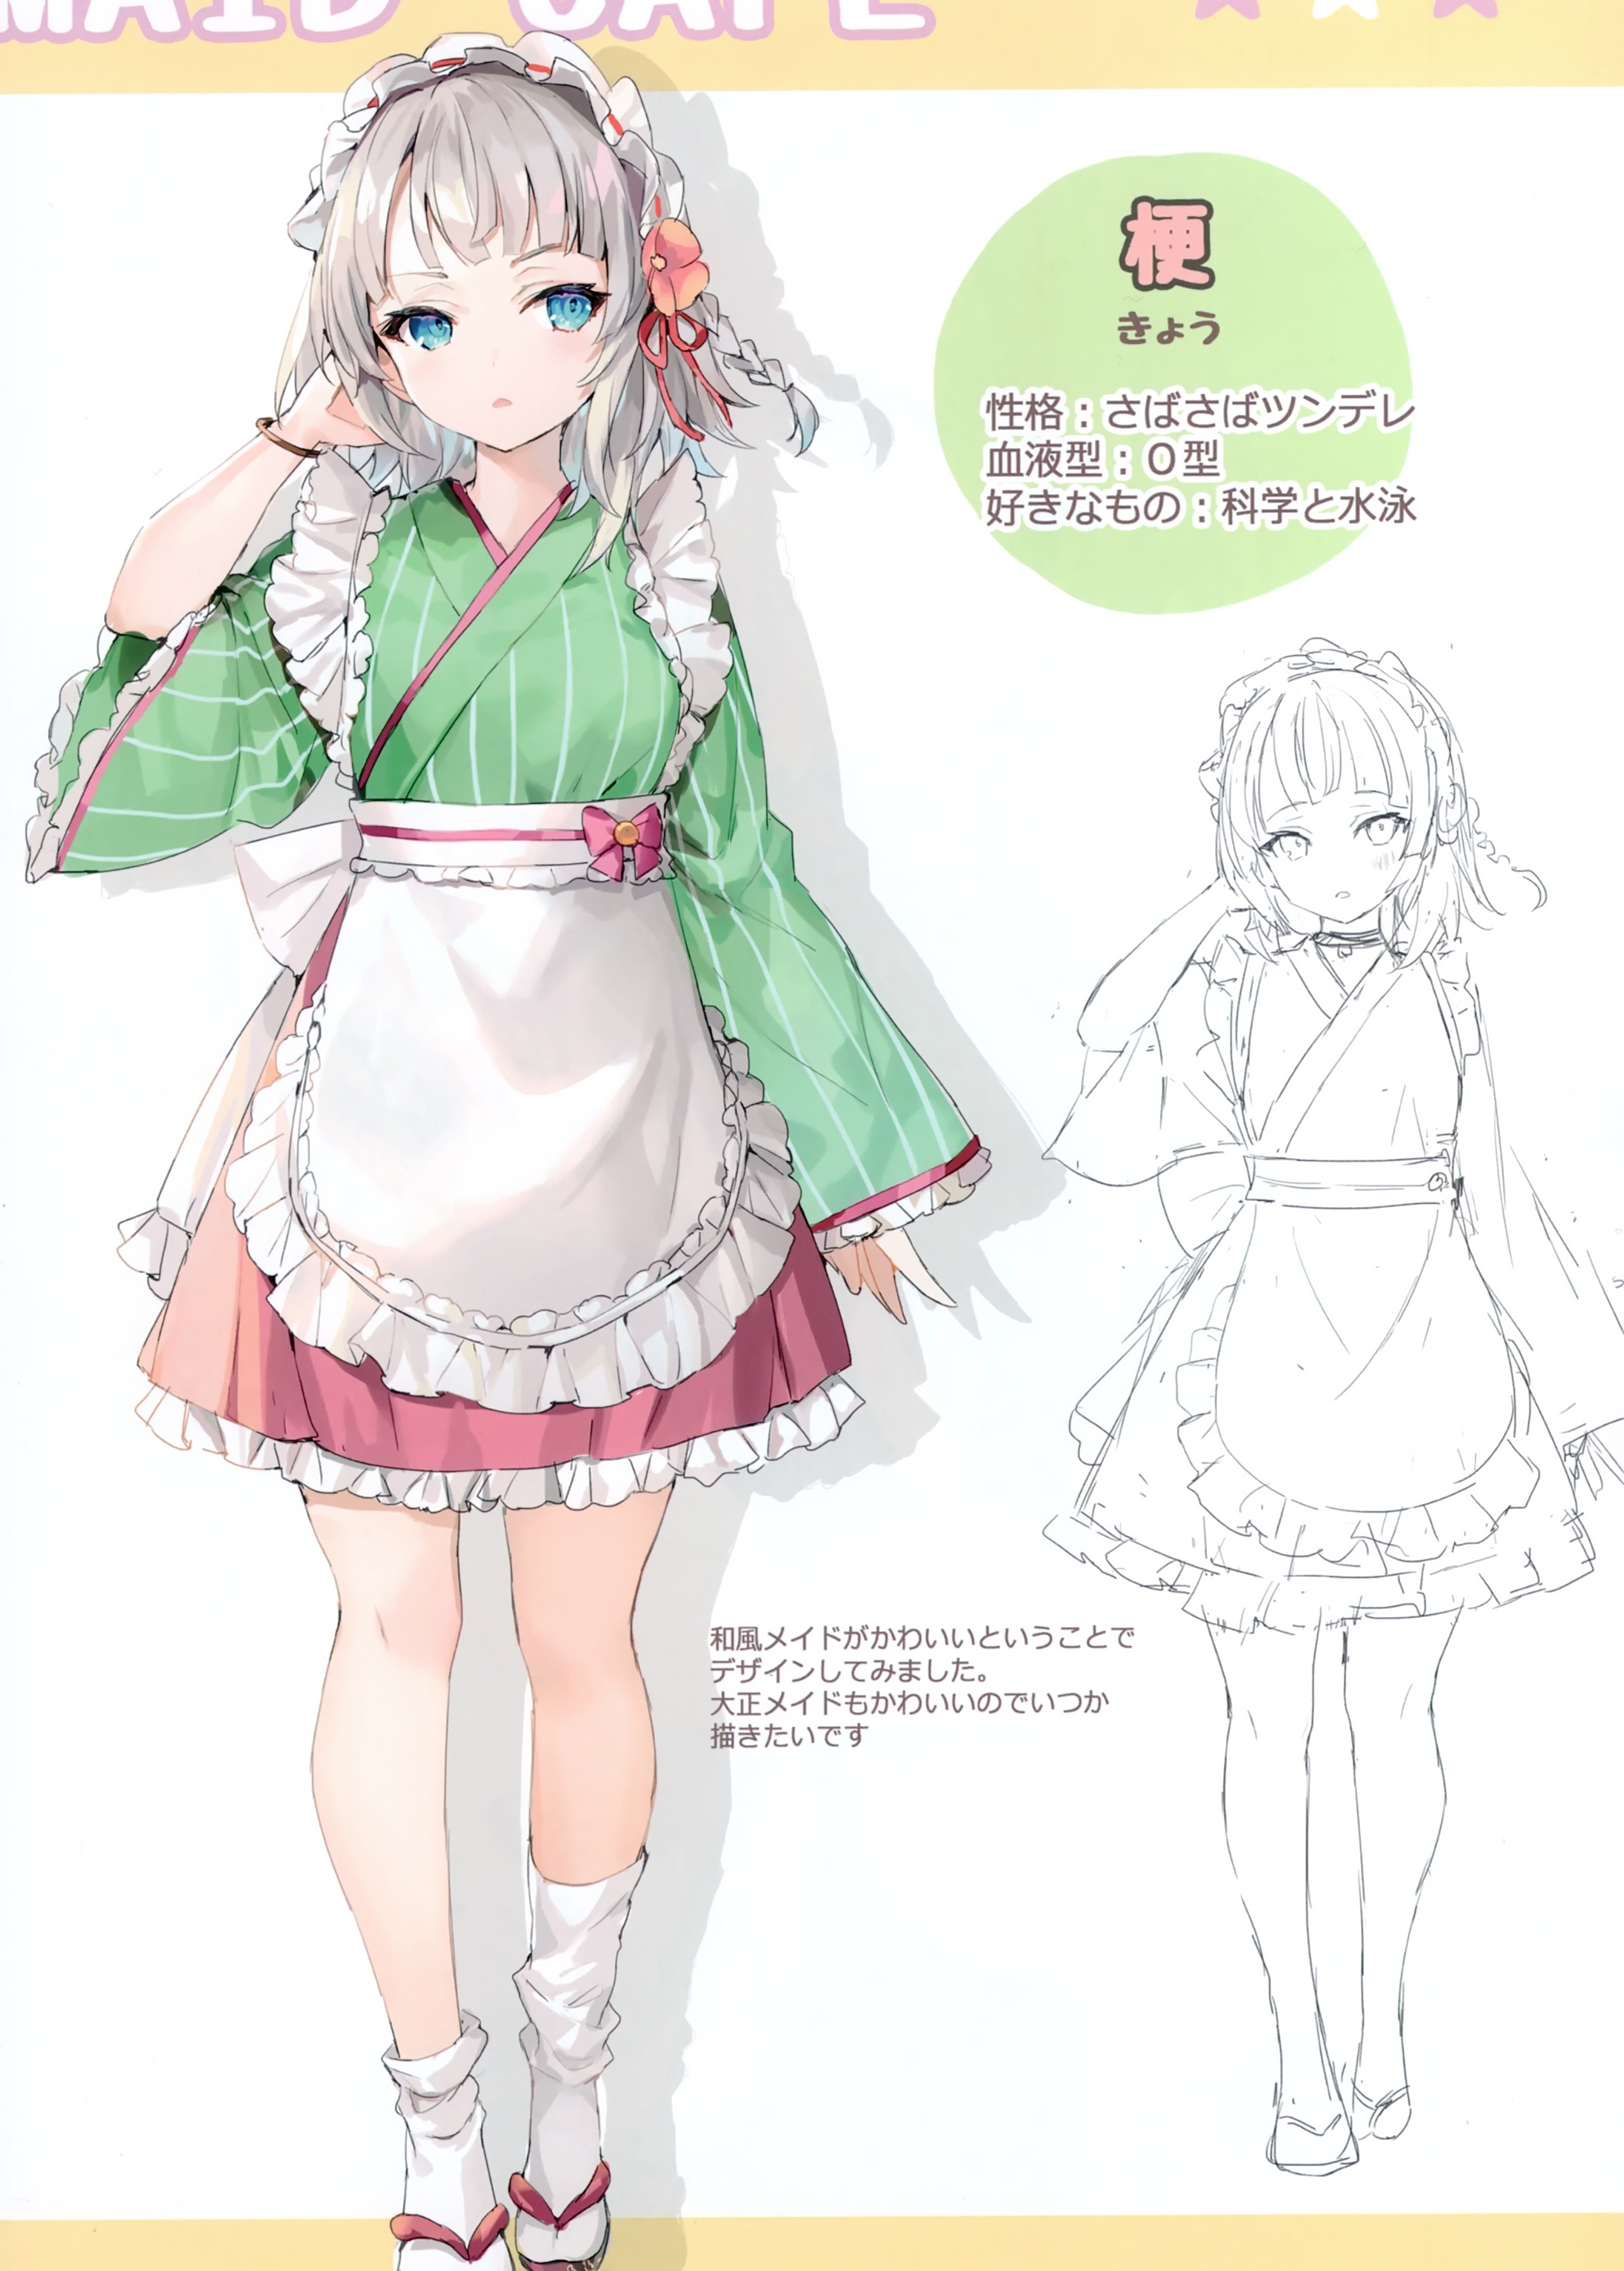 MAID CAFE
梗
きょう
性格：さばさばツンデレ
血液型：O型
好きなもの：科学と水泳
和風メイドがかわいいということで
デザインしてみました。
大正メイドもかわいいのでいつか
描きたいです